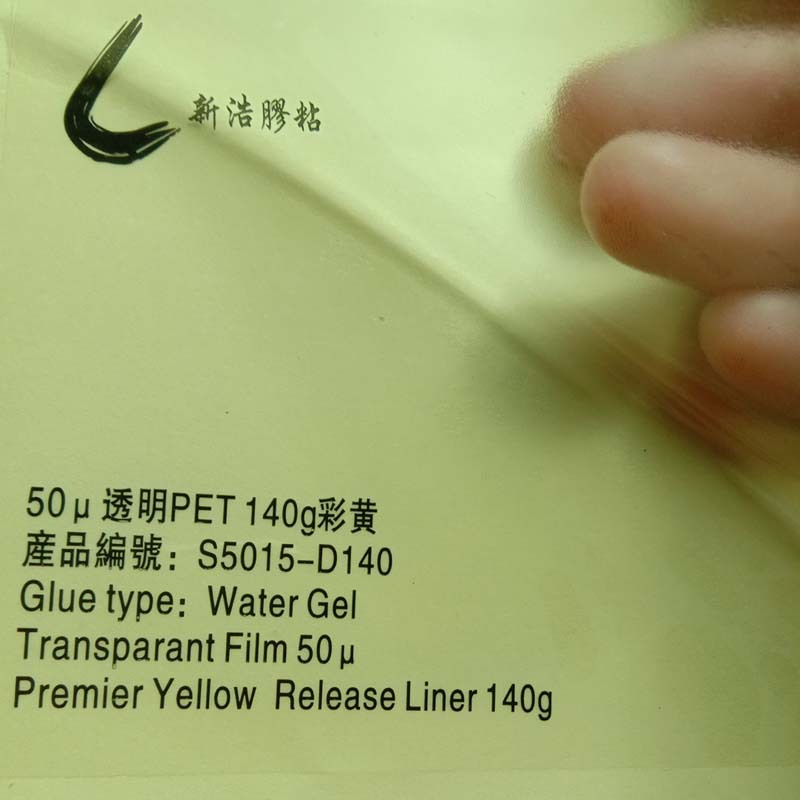 新浩膠粘
50μ 透明PET 140g彩黄
産品編號：S5015-D140
Glue type：Water Gel
Transparant Film 50μ
Premier Yellow Release Liner 140g